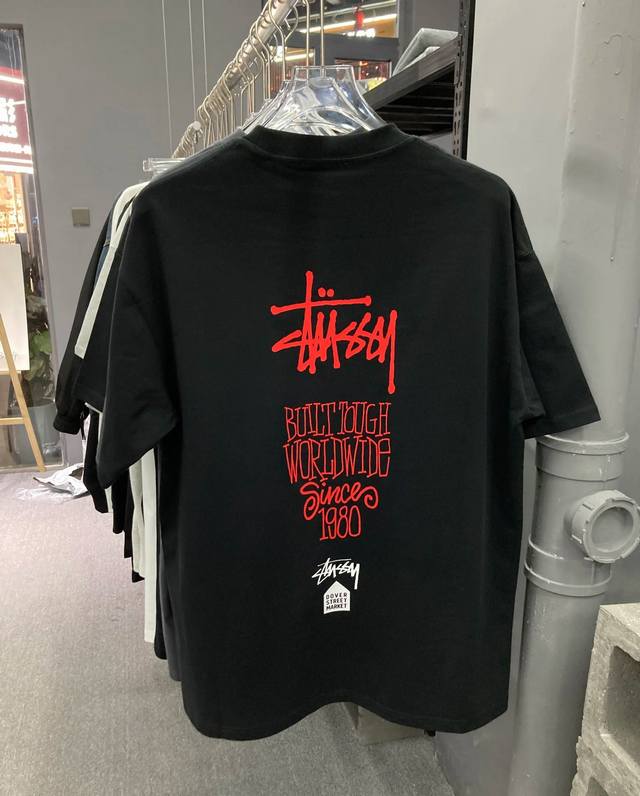 STÜSSY
BUILT TOUGH
WORLDWIDE
Since
1980
STÜSSY
DOVER
STREET
MARKET